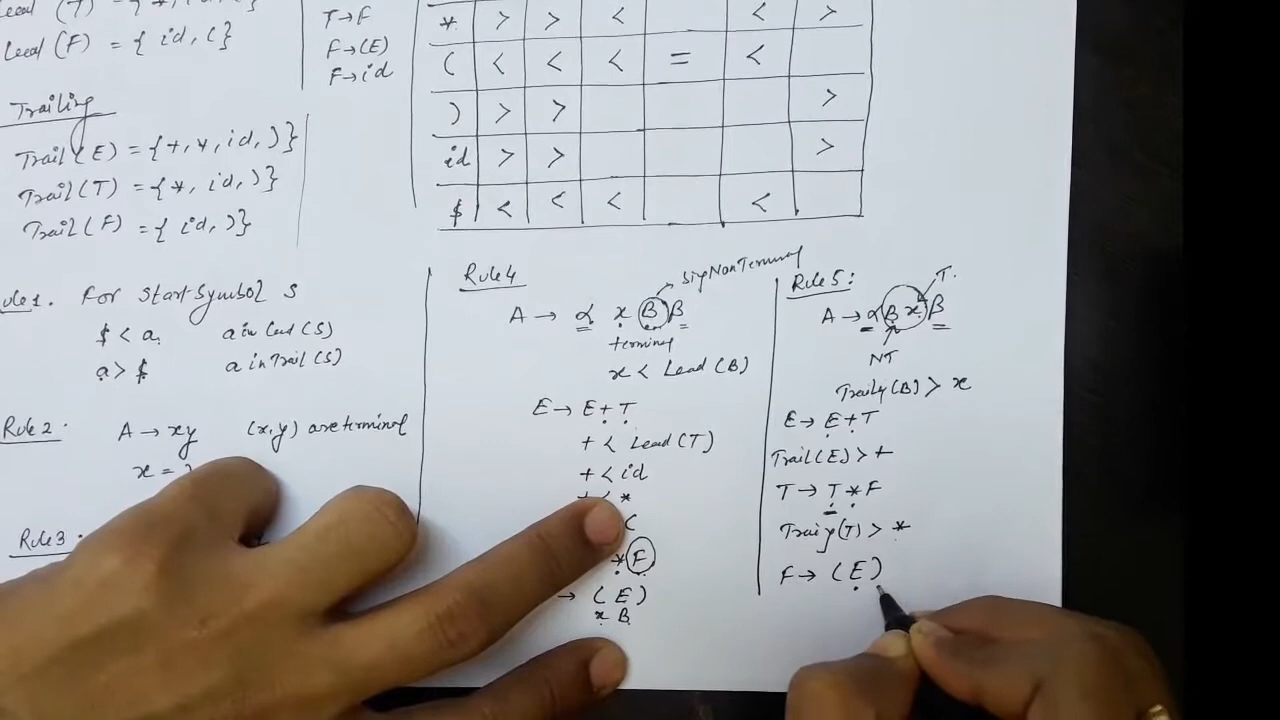 Lead (T) = { *, id, ( }
Lead (F) = { id, ( }
T → F
F → (E)
F → id
* > > < < >
( < < < = <
) > > >
id > > >
$ < < < <
Trailing
Trail (E) = { +, *, id, ) }
Trail (T) = { *, id, ) }
Trail (F) = { id, ) }
Rule 1. For Start Symbol S
$ < a. a in Lead (S)
a > $ a in Trail (S)
Rule 2. A → xy (x, y) are terminal
x =
Rule 3 :
Rule 4
NonTerminal
A → α x B β
terminal
x < Lead (B)
E → E + T
+ < Lead (T)
+ < id
+ < *
(
* F
→ ( E )
x B
Rule 5 :
T.
A → α B x β
NT
Trail (B) > x
E → E + T
Trail (E) > +
T → T * F
Trail (T) > *
F → ( E )